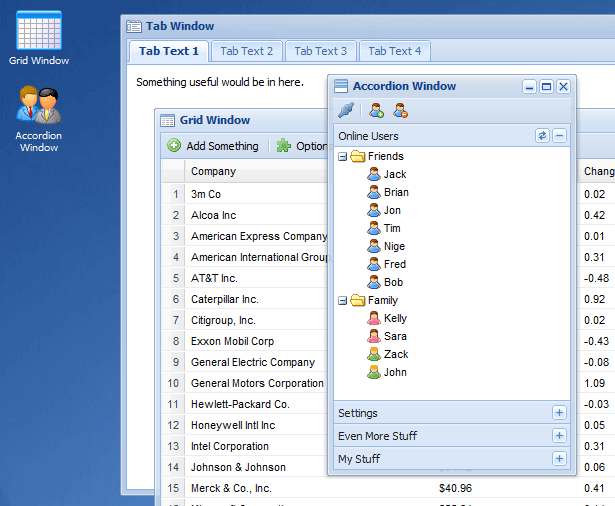 Grid Window
Accordion
Window
Tab Window
Tab Text 1 Tab Text 2 Tab Text 3 Tab Text 4
Something useful would be in here.
Grid Window
Add Something
Company Chang
1 3m Co 0.02
2 Alcoa Inc 0.42
3 American Express Company 0.01
4 American International Group 0.31
5 AT&T Inc. -0.48
6 Caterpillar Inc. 0.92
7 Citigroup, Inc. 0.02
8 Exxon Mobil Corp -0.43
9 General Electric Company -0.08
10 General Motors Corporation 1.09
11 Hewlett-Packard Co. -0.03
12 Honeywell Intl Inc 0.05
13 Intel Corporation 0.31
14 Johnson & Johnson 0.06
15 Merck & Co., Inc. $40.96 0.41
Accordion Window
Online Users
Friends
Jack
Brian
Jon
Tim
Nige
Fred
Bob
Family
Kelly
Sara
Zack
John
Settings
Even More Stuff
My Stuff